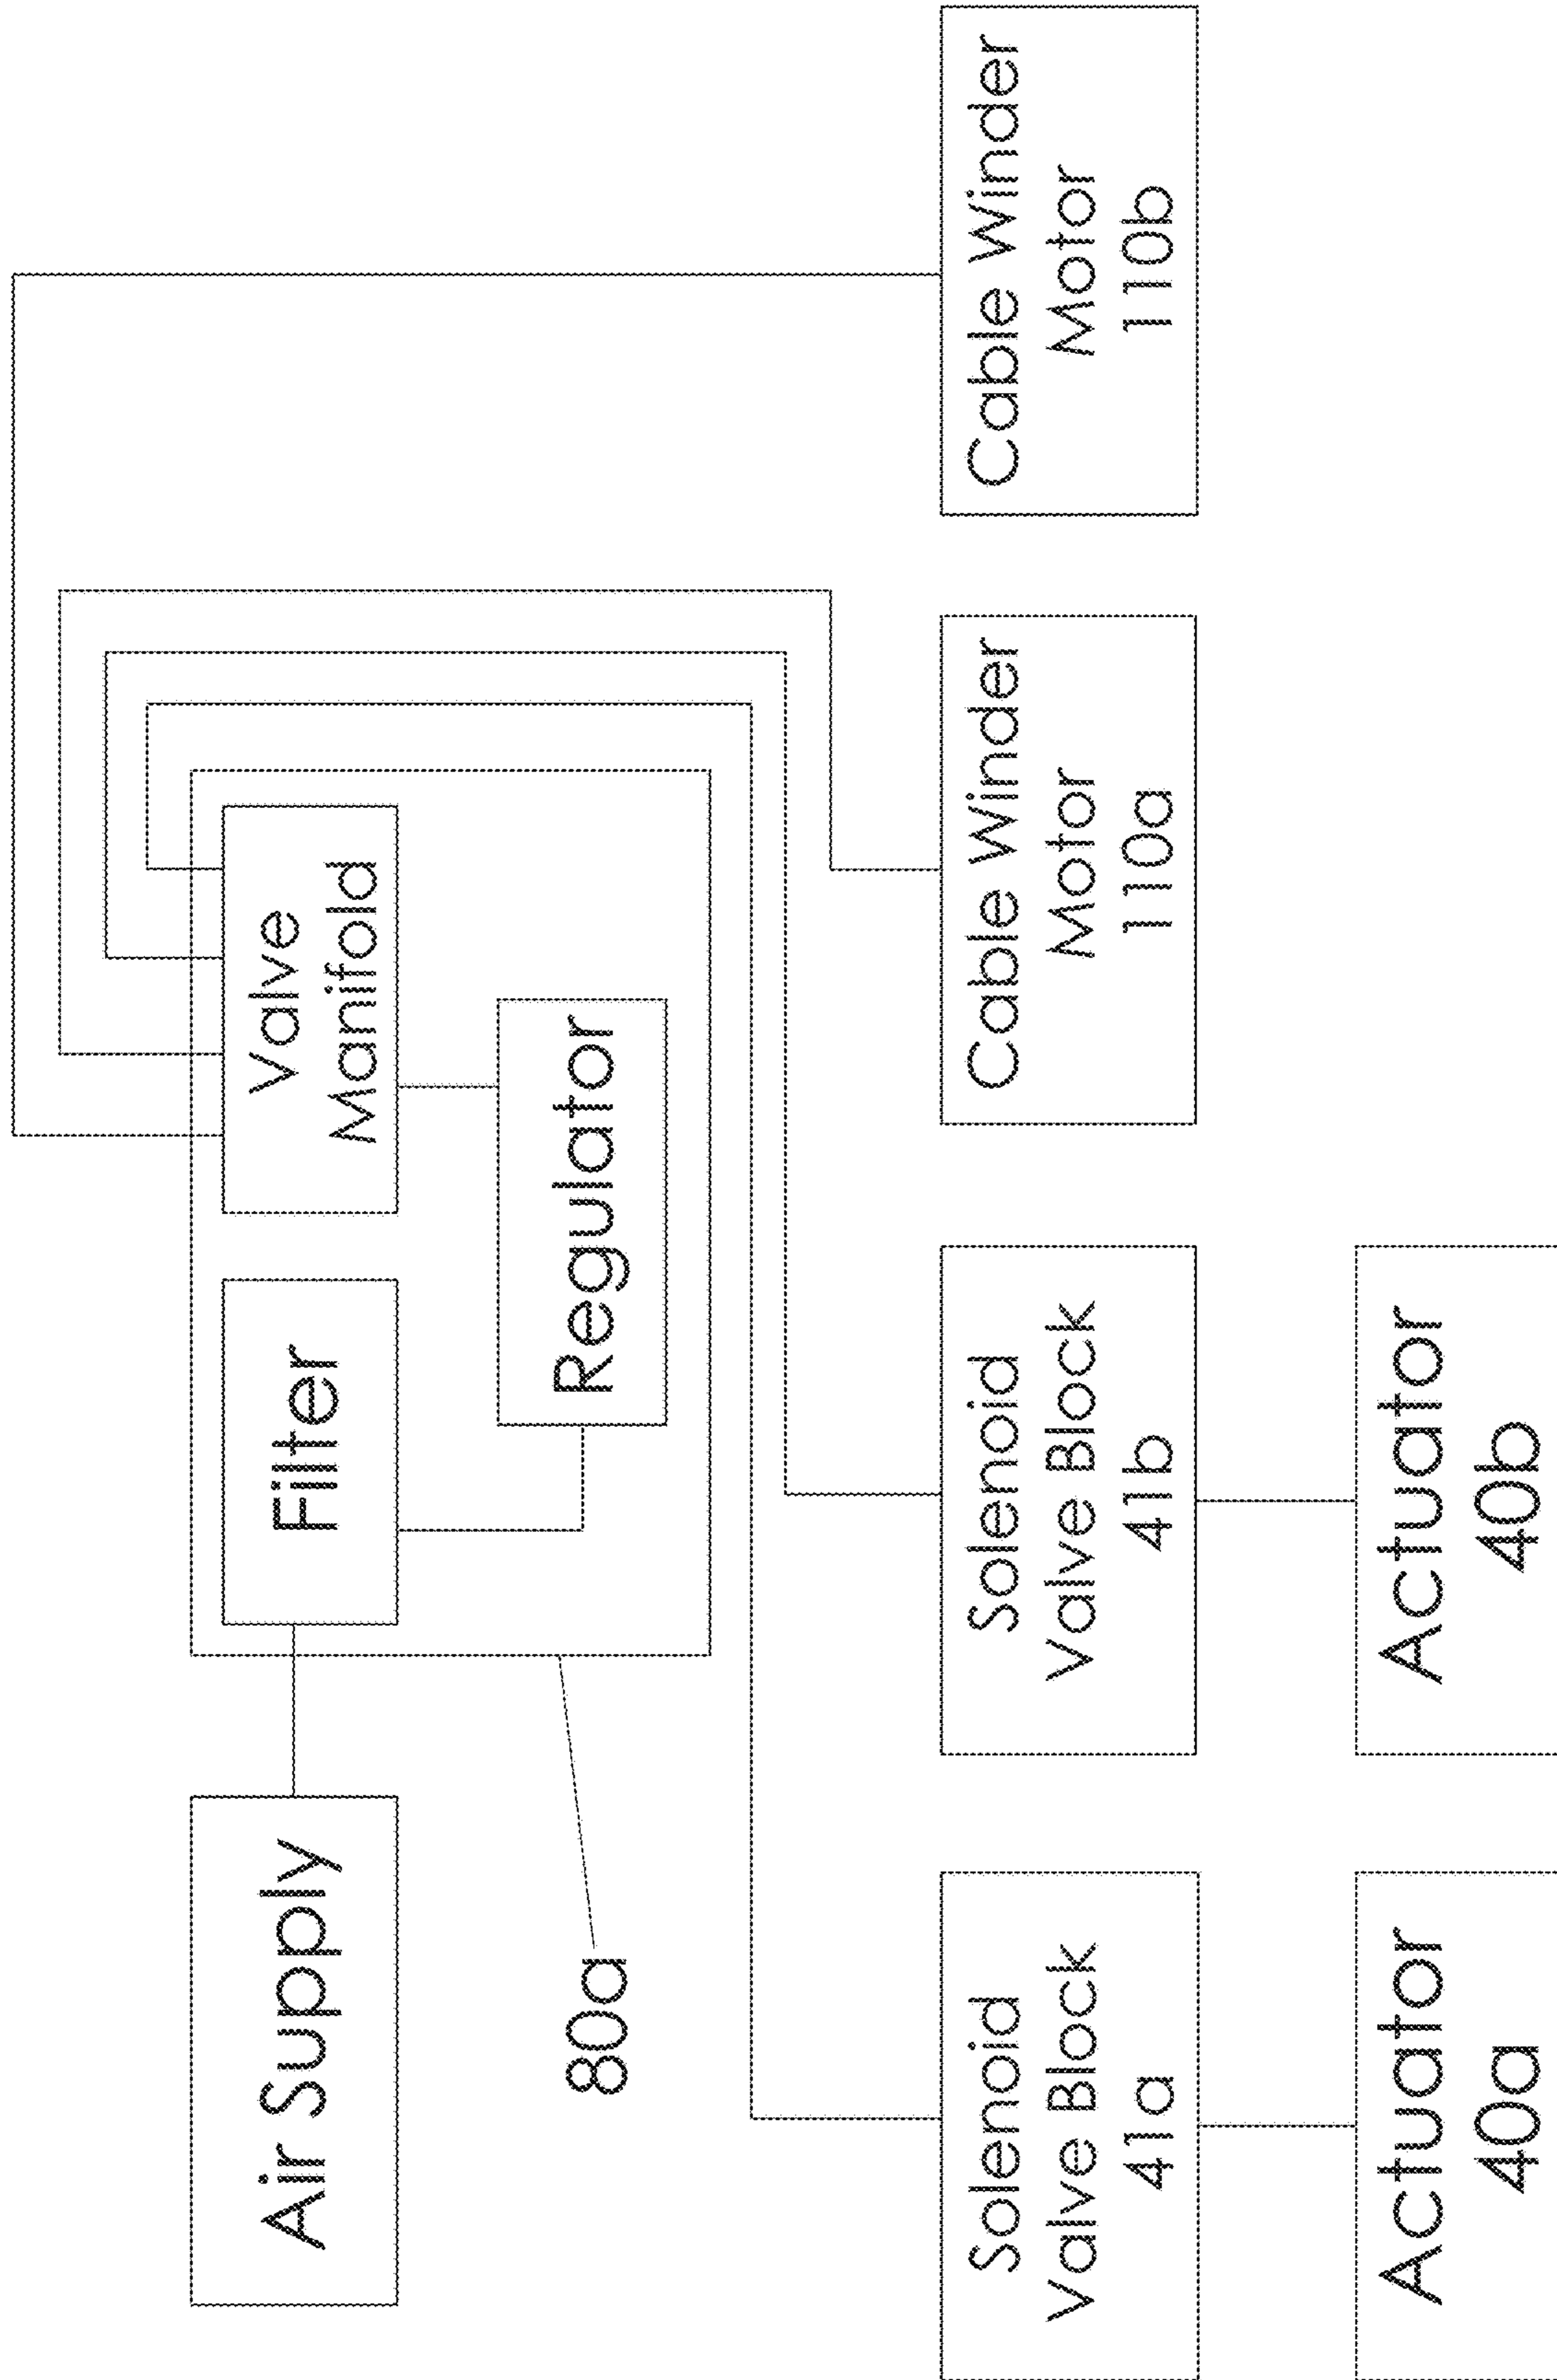 Air Supply
Filter
Valve
Manifold
Regulator
80a
Solenoid
Valve Block
41a
Solenoid
Valve Block
41b
Cable Winder
Motor
110a
Cable Winder
Motor
110b
Actuator
40a
Actuator
40b